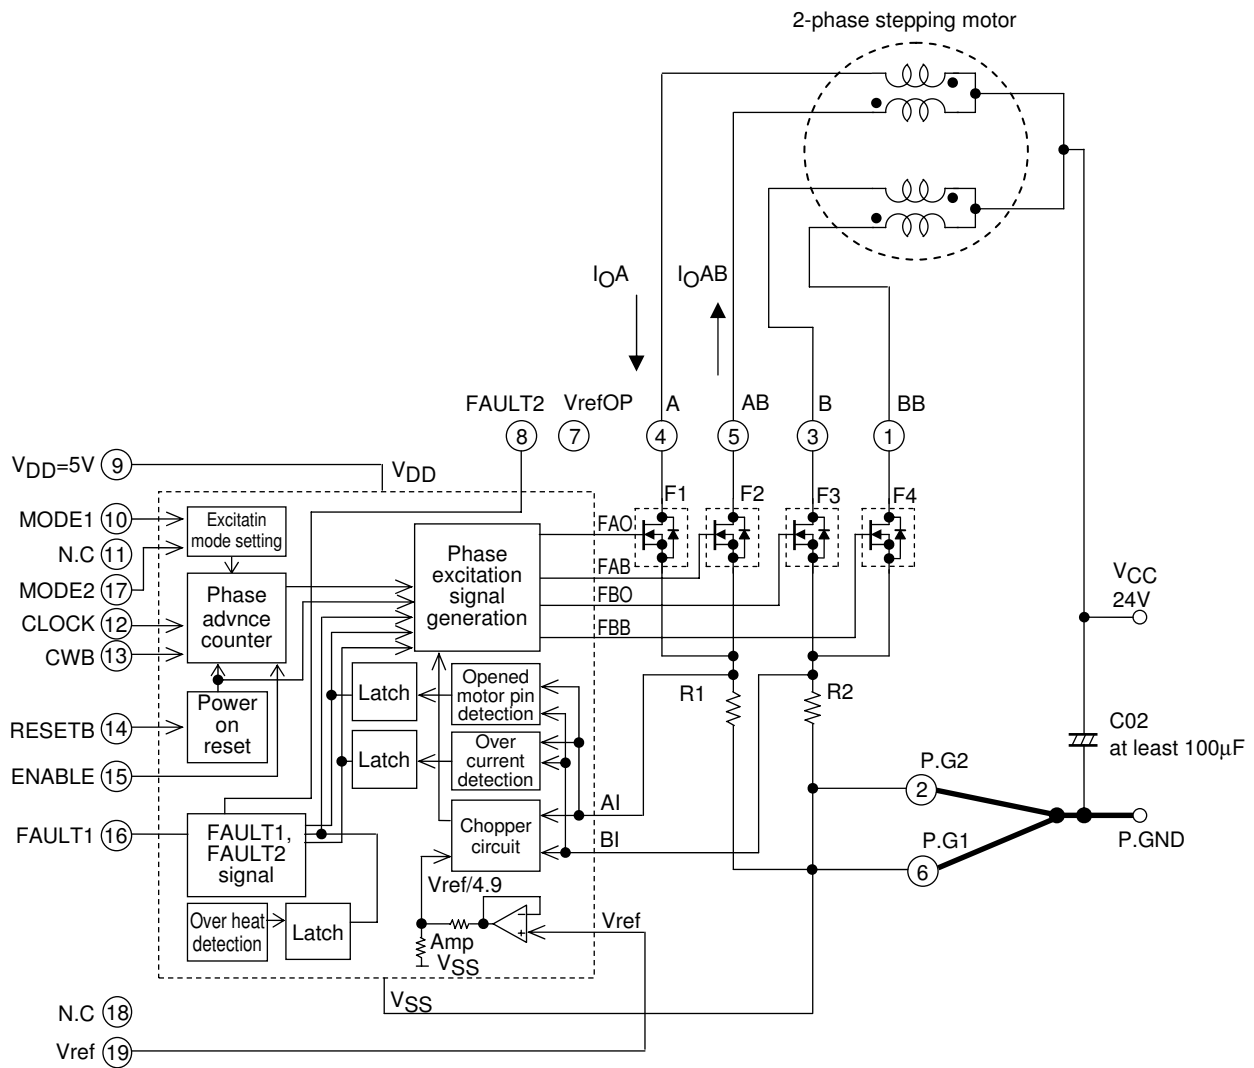 2-phase stepping motor
IOA
IOAB
FAULT2
VrefOP
A
AB
B
BB
8
7
4
5
3
1
VDD=5V 9
VDD
MODE1 10
N.C 11
MODE2 17
CLOCK 12
CWB 13
RESETB 14
ENABLE 15
FAULT1 16
Excitatin
mode setting
Phase
advnce
counter
Power
on
reset
FAULT1,
FAULT2
signal
Over heat
detection
Latch
Phase
excitation
signal
generation
Latch
Opened
motor pin
detection
Latch
Over
current
detection
Chopper
circuit
Vref/4.9
Amp
VSS
FAO
FAB
FBO
FBB
F1
F2
F3
F4
R1
R2
AI
BI
Vref
VCC
24V
C02
at least 100µF
P.G2
2
P.G1
6
P.GND
VSS
N.C 18
Vref 19